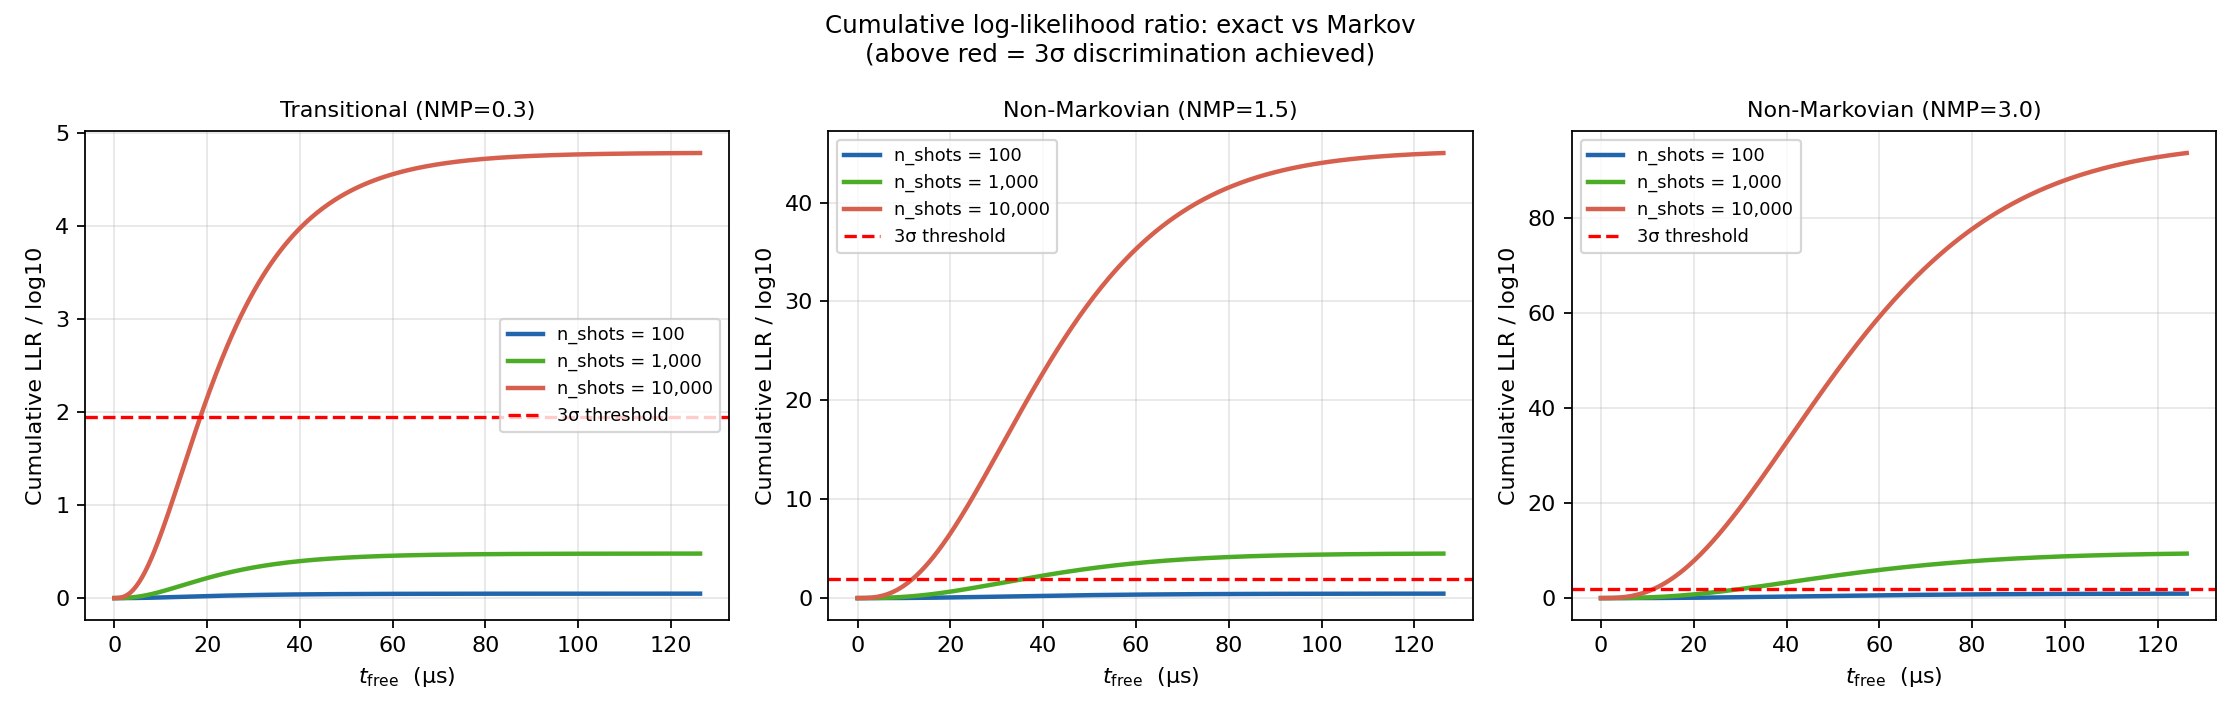 Cumulative log-likelihood ratio: exact vs Markov
(above red = 3σ discrimination achieved)
Transitional (NMP=0.3)
Cumulative LLR / log10
5
4
3
2
1
0
n_shots = 100
n_shots = 1,000
n_shots = 10,000
3σ threshold
0 20 40 60 80 100 120
t_free (µs)
Non-Markovian (NMP=1.5)
Cumulative LLR / log10
40
30
20
10
0
n_shots = 100
n_shots = 1,000
n_shots = 10,000
3σ threshold
0 20 40 60 80 100 120
t_free (µs)
Non-Markovian (NMP=3.0)
Cumulative LLR / log10
80
60
40
20
0
n_shots = 100
n_shots = 1,000
n_shots = 10,000
3σ threshold
0 20 40 60 80 100 120
t_free (µs)